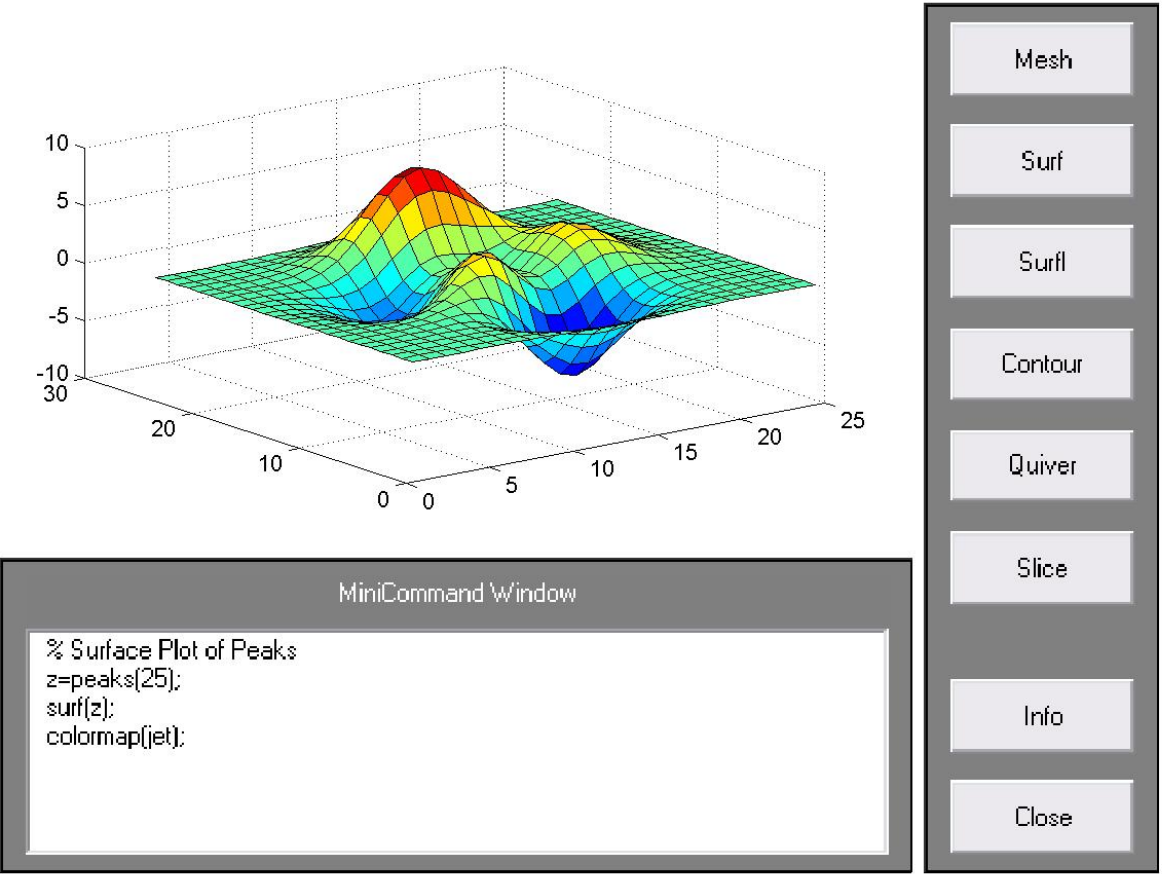 10
5
0
-5
-10
30
20
10
0
0
5
10
15
20
25
Mesh
Surf
Surfl
Contour
Quiver
Slice
Info
Close
MiniCommand Window
% Surface Plot of Peaks
z=peaks(25);
surf(z);
colormap(jet);